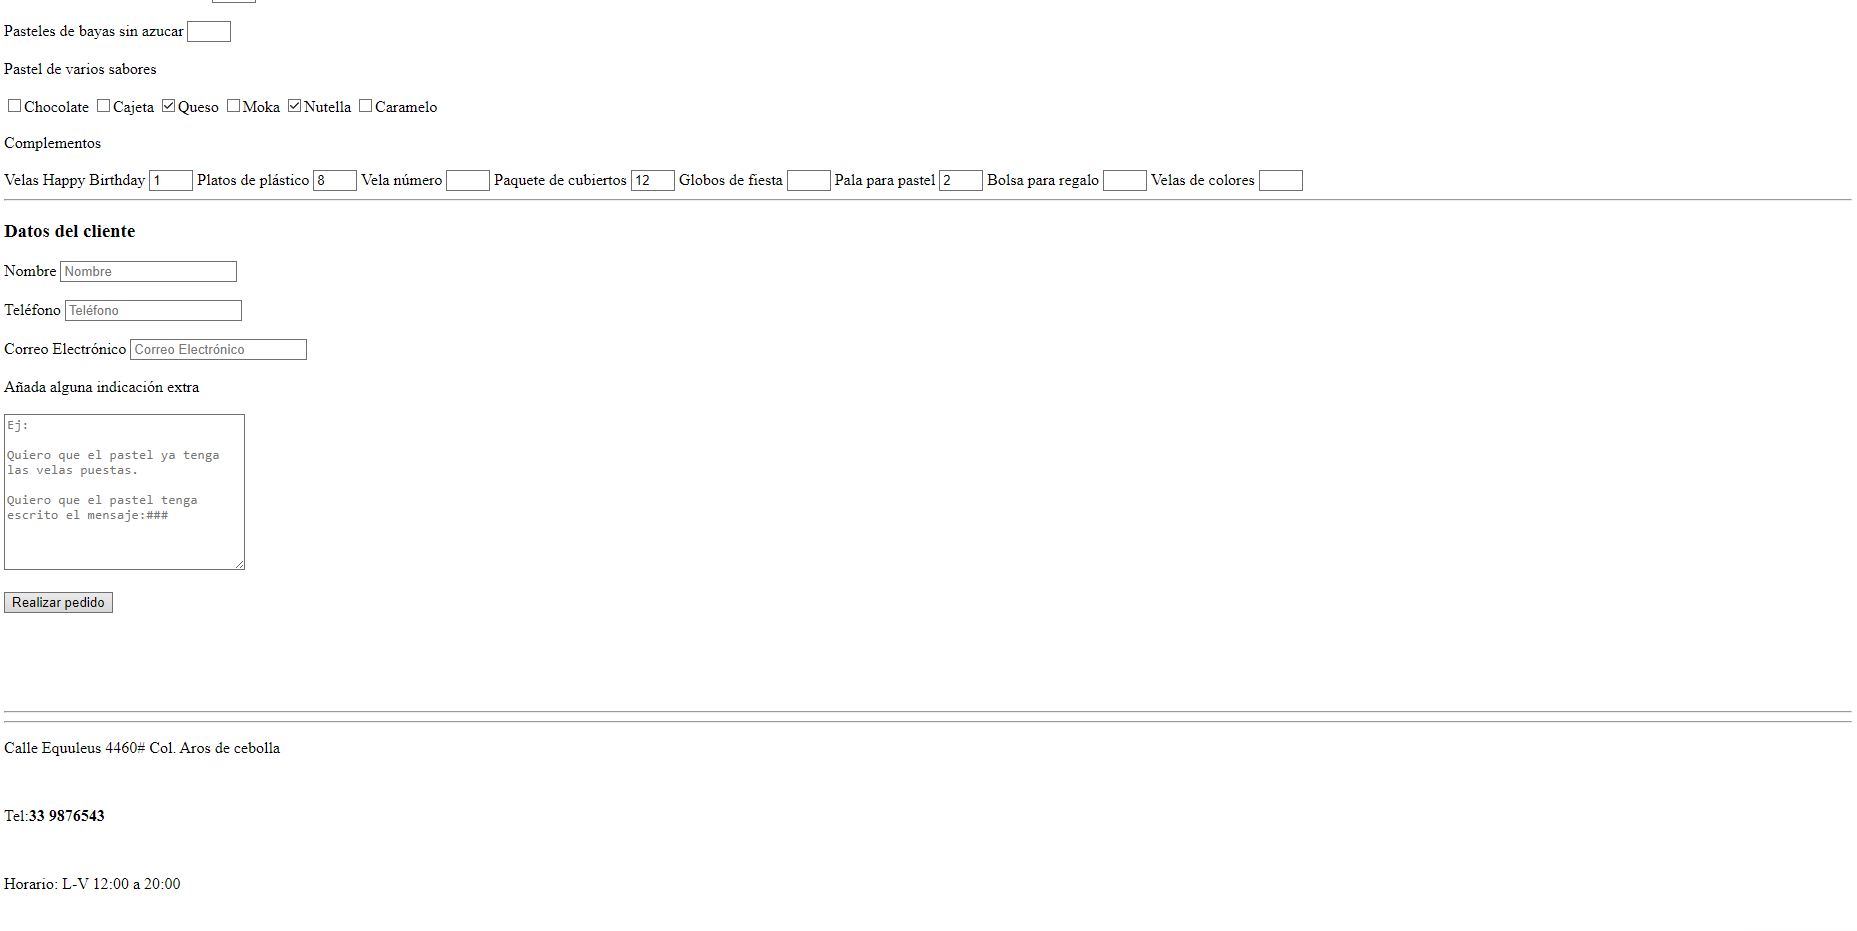 Pasteles de bayas sin azucar
Pastel de varios sabores
Chocolate Cajeta Queso Moka Nutella Caramelo
Complementos
Velas Happy Birthday 1 Platos de plástico 8 Vela número Paquete de cubiertos 12 Globos de fiesta Pala para pastel 2 Bolsa para regalo Velas de colores
Datos del cliente
Nombre Nombre
Teléfono Teléfono
Correo Electrónico Correo Electrónico
Añada alguna indicación extra
Ej:
Quiero que el pastel ya tenga
las velas puestas.
Quiero que el pastel tenga
escrito el mensaje:###
Realizar pedido
Calle Equuleus 4460# Col. Aros de cebolla
Tel:33 9876543
Horario: L-V 12:00 a 20:00